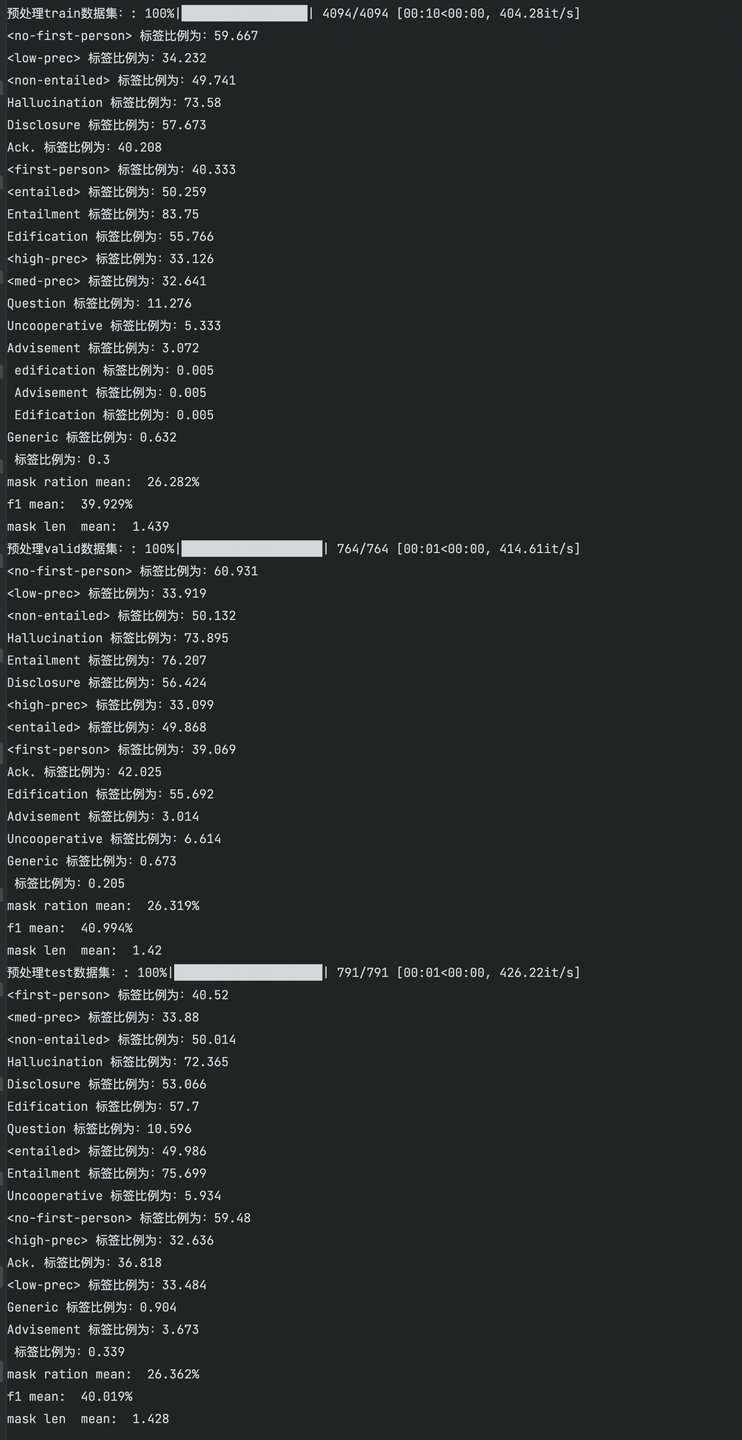 预处理train数据集: : 100%|██████████| 4094/4094 [00:10<00:00, 404.28it/s]
<no-first-person> 标签比例为: 59.667
<low-prec> 标签比例为: 34.232
<non-entailed> 标签比例为: 49.741
Hallucination 标签比例为: 73.58
Disclosure 标签比例为: 57.673
Ack. 标签比例为: 40.208
<first-person> 标签比例为: 40.333
<entailed> 标签比例为: 50.259
Entailment 标签比例为: 83.75
Edification 标签比例为: 55.766
<high-prec> 标签比例为: 33.126
<med-prec> 标签比例为: 32.641
Question 标签比例为: 11.276
Uncooperative 标签比例为: 5.333
Advisement 标签比例为: 3.072
 edification 标签比例为: 0.005
 Advisement 标签比例为: 0.005
 Edification 标签比例为: 0.005
Generic 标签比例为: 0.632
 标签比例为: 0.3
mask ration mean:  26.282%
f1 mean:  39.929%
mask len  mean:  1.439
预处理valid数据集: : 100%|██████████| 764/764 [00:01<00:00, 414.61it/s]
<no-first-person> 标签比例为: 60.931
<low-prec> 标签比例为: 33.919
<non-entailed> 标签比例为: 50.132
Hallucination 标签比例为: 73.895
Entailment 标签比例为: 76.207
Disclosure 标签比例为: 56.424
<high-prec> 标签比例为: 33.099
<entailed> 标签比例为: 49.868
<first-person> 标签比例为: 39.069
Ack. 标签比例为: 42.025
Edification 标签比例为: 55.692
Advisement 标签比例为: 3.014
Uncooperative 标签比例为: 6.614
Generic 标签比例为: 0.673
 标签比例为: 0.205
mask ration mean:  26.319%
f1 mean:  40.994%
mask len  mean:  1.42
预处理test数据集: : 100%|██████████| 791/791 [00:01<00:00, 426.22it/s]
<first-person> 标签比例为: 40.52
<med-prec> 标签比例为: 33.88
<non-entailed> 标签比例为: 50.014
Hallucination 标签比例为: 72.365
Disclosure 标签比例为: 53.066
Edification 标签比例为: 57.7
Question 标签比例为: 10.596
<entailed> 标签比例为: 49.986
Entailment 标签比例为: 75.699
Uncooperative 标签比例为: 5.934
<no-first-person> 标签比例为: 59.48
<high-prec> 标签比例为: 32.636
Ack. 标签比例为: 36.818
<low-prec> 标签比例为: 33.484
Generic 标签比例为: 0.904
Advisement 标签比例为: 3.673
 标签比例为: 0.339
mask ration mean:  26.362%
f1 mean:  40.019%
mask len  mean:  1.428